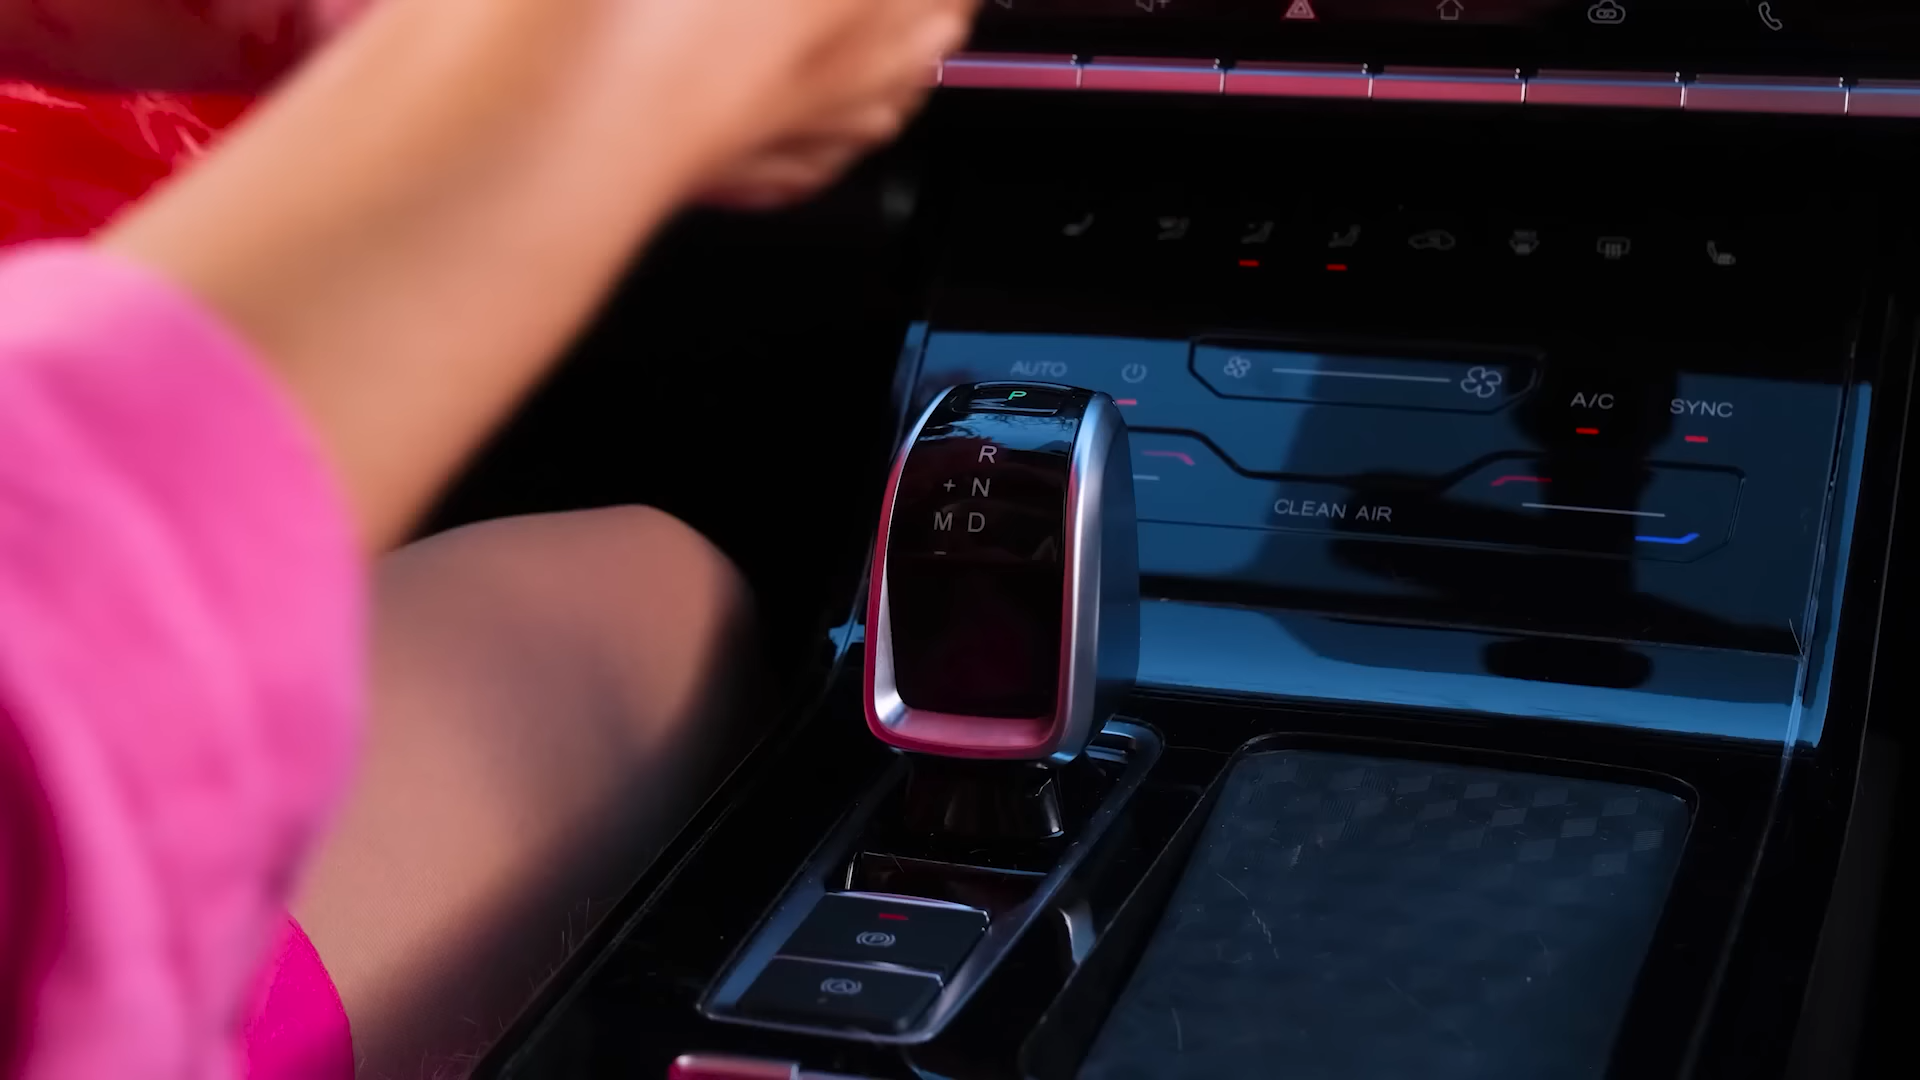 AUTO
A/C SYNC
P
R
+ N
M D
-
CLEAN AIR
P
A